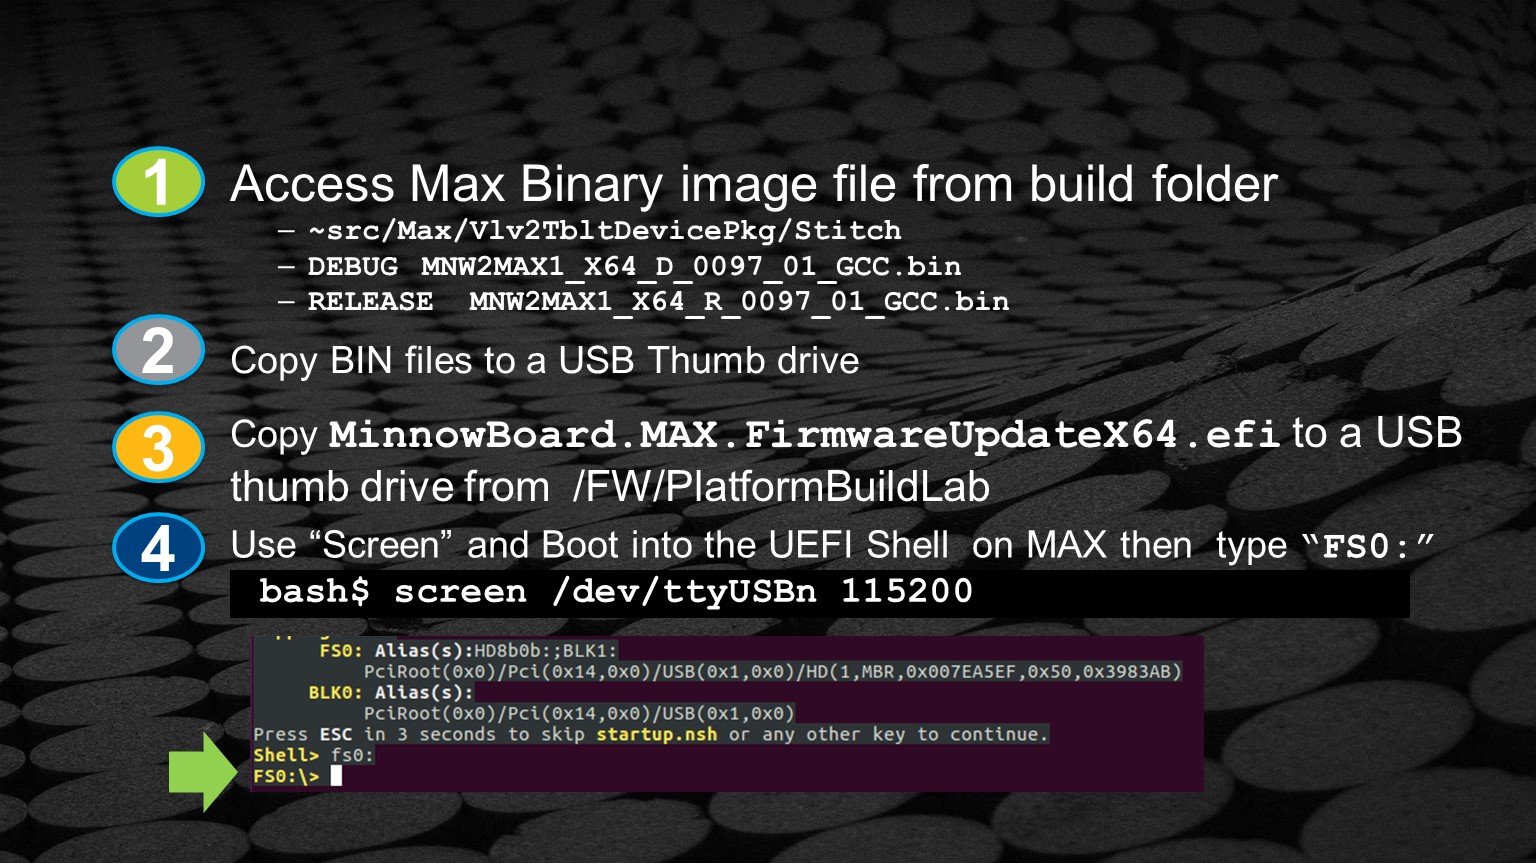 1 Access Max Binary image file from build folder
– ~src/Max/Vlv2TbltDevicePkg/Stitch
– DEBUG MNW2MAX1_X64_D_0097_01_GCC.bin
– RELEASE MNW2MAX1_X64_R_0097_01_GCC.bin
2 Copy BIN files to a USB Thumb drive
3 Copy MinnowBoard.MAX.FirmwareUpdateX64.efi to a USB
thumb drive from /FW/PlatformBuildLab
4 Use “Screen” and Boot into the UEFI Shell on MAX then type “FS0:”
bash$ screen /dev/ttyUSBn 115200
FS0: Alias(s):HD8b0b:;BLK1:
PciRoot(0x0)/Pci(0x14,0x0)/USB(0x1,0x0)/HD(1,MBR,0x007EA5EF,0x50,0x3983AB)
BLK0: Alias(s):
PciRoot(0x0)/Pci(0x14,0x0)/USB(0x1,0x0)
Press ESC in 3 seconds to skip startup.nsh or any other key to continue.
Shell> fs0:
FS0:\>